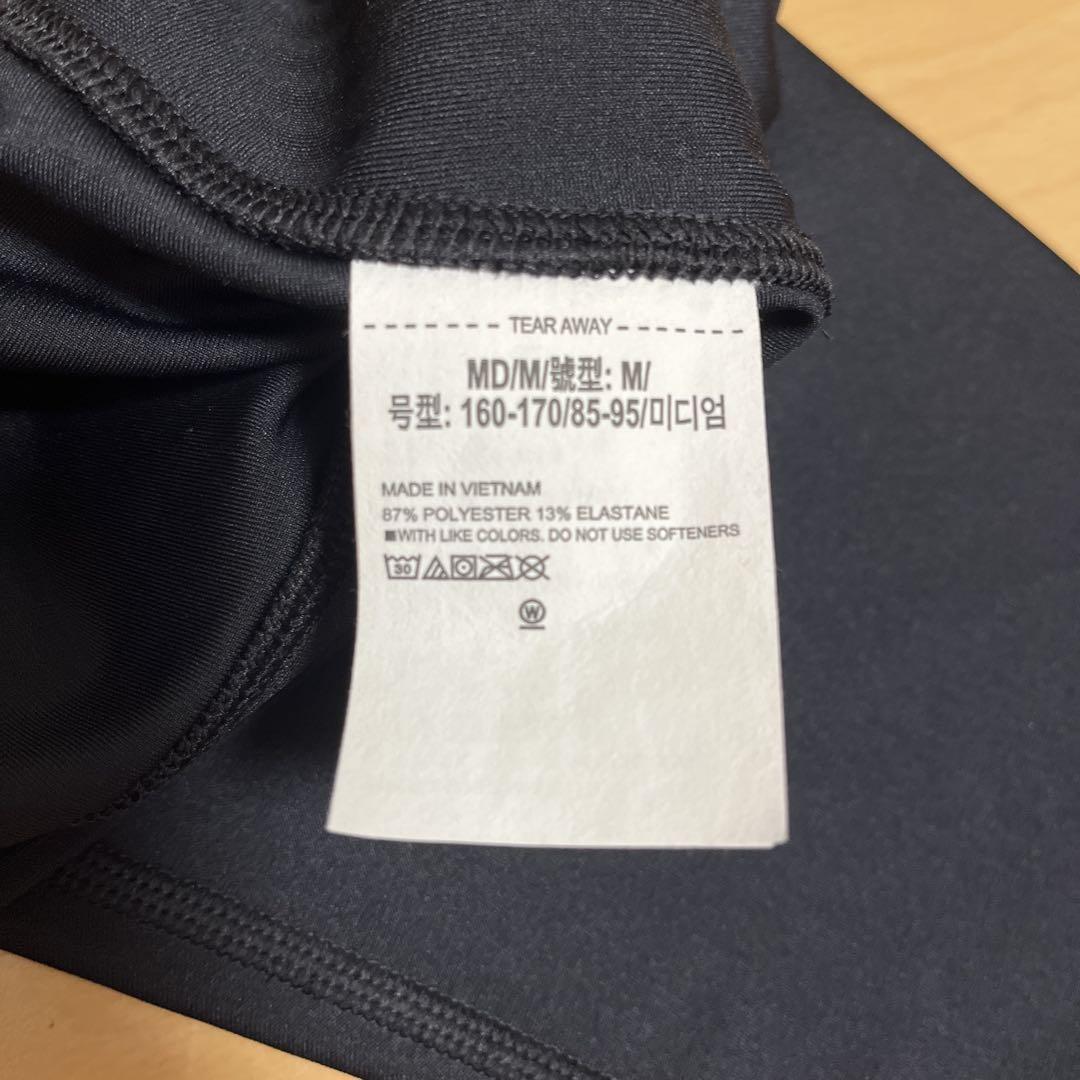 TEAR AWAY
MD/M/號型: M/
号型: 160-170/85-95/미디엄
MADE IN VIETNAM
87% POLYESTER 13% ELASTANE
■WITH LIKE COLORS. DO NOT USE SOFTENERS
30
W